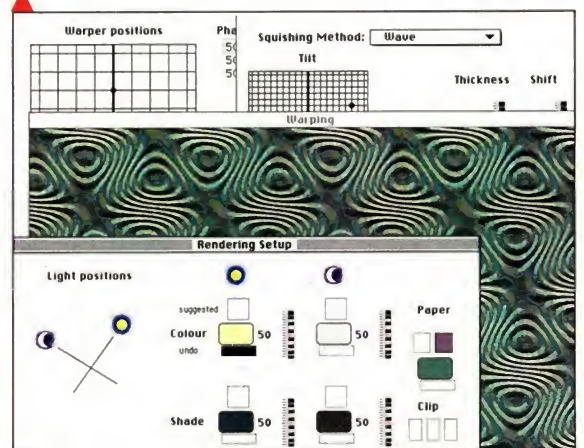 Warper positions
Pha
50
50
50
Squishing Method: Wave
Tilt
Thickness Shift
Warping
Rendering Setup
Light positions
suggested
Colour 50 50
undo
Paper
Shade 50 50
Clip